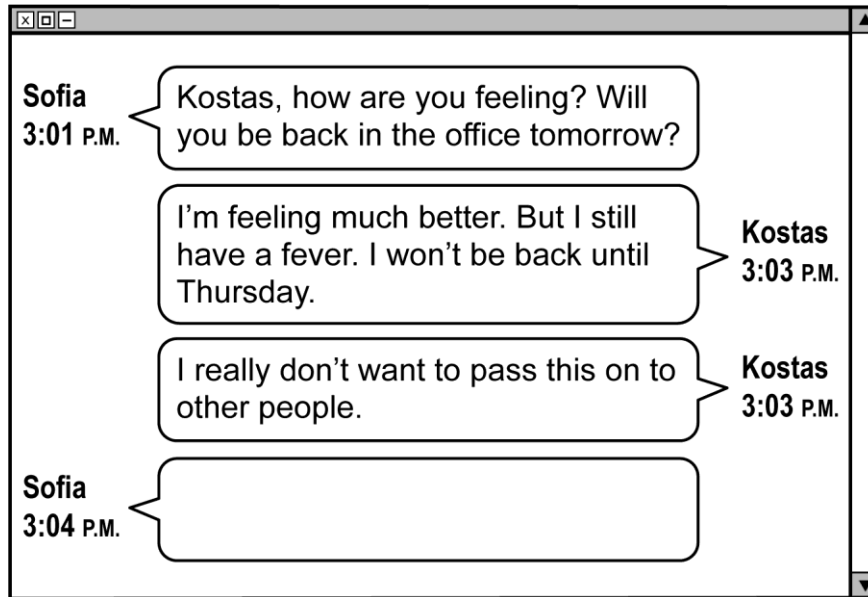 Sofia
3:01 P.M.
Kostas, how are you feeling? Will
you be back in the office tomorrow?
I'm feeling much better. But I still
have a fever. I won't be back until
Thursday.
Kostas
3:03 P.M.
I really don't want to pass this on to
other people.
Kostas
3:03 P.M.
Sofia
3:04 P.M.